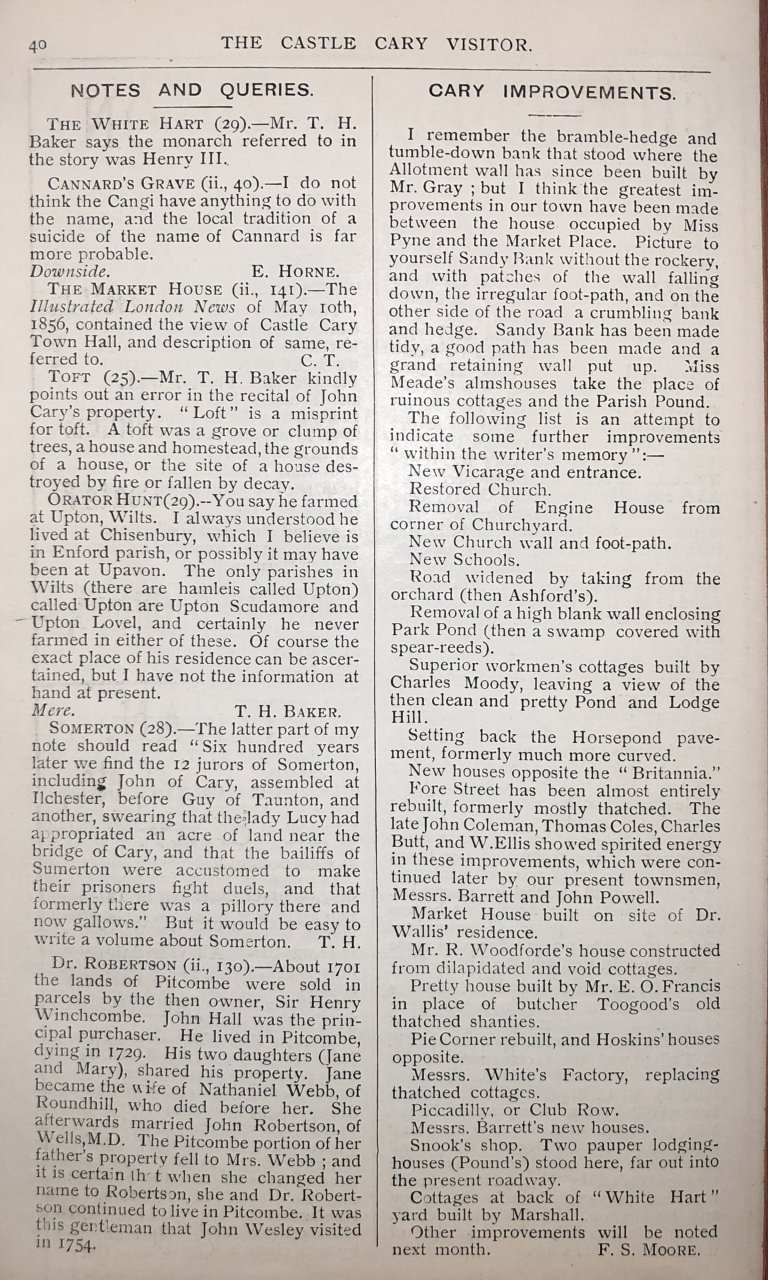 40
THE CASTLE CARY VISITOR.
NOTES AND QUERIES.
THE WHITE HART (29).—Mr. T. H.
Baker says the monarch referred to in
the story was Henry III.
CANNARD'S GRAVE (ii., 40).—I do not
think the Cangi have anything to do with
the name, and the local tradition of a
suicide of the name of Cannard is far
more probable.
Downside. E. HORNE.
THE MARKET HOUSE (ii., 141).—The
Illustrated London News of May 10th,
1856, contained the view of Castle Cary
Town Hall, and description of same, re-
ferred to. C. T.
TOFT (25).—Mr. T. H. Baker kindly
points out an error in the recital of John
Cary's property. "Loft" is a misprint
for toft. A toft was a grove or clump of
trees, a house and homestead, the grounds
of a house, or the site of a house des-
troyed by fire or fallen by decay.
ORATOR HUNT(29).--You say he farmed
at Upton, Wilts. I always understood he
lived at Chisenbury, which I believe is
in Enford parish, or possibly it may have
been at Upavon. The only parishes in
Wilts (there are hamleis called Upton)
called Upton are Upton Scudamore and
Upton Lovel, and certainly he never
farmed in either of these. Of course the
exact place of his residence can be ascer-
tained, but I have not the information at
hand at present.
Mere. T. H. BAKER.
SOMERTON (28).—The latter part of my
note should read "Six hundred years
later we find the 12 jurors of Somerton,
including John of Cary, assembled at
Ilchester, before Guy of Taunton, and
another, swearing that the lady Lucy had
appropriated an acre of land near the
bridge of Cary, and that the bailiffs of
Sumerton were accustomed to make
their prisoners fight duels, and that
formerly there was a pillory there and
now gallows." But it would be easy to
write a volume about Somerton. T. H.
DR. ROBERTSON (ii., 130).—About 1701
the lands of Pitcombe were sold in
parcels by the then owner, Sir Henry
Winchcombe. John Hall was the prin-
cipal purchaser. He lived in Pitcombe,
dying in 1729. His two daughters (Jane
and Mary), shared his property. Jane
became the wife of Nathaniel Webb, of
Roundhill, who died before her. She
afterwards married John Robertson, of
Wells, M.D. The Pitcombe portion of her
father's property fell to Mrs. Webb ; and
it is certain th t when she changed her
name to Robertson, she and Dr. Robert-
son continued to live in Pitcombe. It was
this gentleman that John Wesley visited
in 1754.
CARY IMPROVEMENTS.
I remember the bramble-hedge and
tumble-down bank that stood where the
Allotment wall has since been built by
Mr. Gray ; but I think the greatest im-
provements in our town have been made
between the house occupied by Miss
Pyne and the Market Place. Picture to
yourself Sandy Bank without the rockery,
and with patches of the wall falling
down, the irregular foot-path, and on the
other side of the road a crumbling bank
and hedge. Sandy Bank has been made
tidy, a good path has been made and a
grand retaining wall put up. Miss
Meade's almshouses take the place of
ruinous cottages and the Parish Pound.
The following list is an attempt to
indicate some further improvements
"within the writer's memory":—
New Vicarage and entrance.
Restored Church.
Removal of Engine House from
corner of Churchyard.
New Church wall and foot-path.
New Schools.
Road widened by taking from the
orchard (then Ashford's).
Removal of a high blank wall enclosing
Park Pond (then a swamp covered with
spear-reeds).
Superior workmen's cottages built by
Charles Moody, leaving a view of the
then clean and pretty Pond and Lodge
Hill.
Setting back the Horsepond pave-
ment, formerly much more curved.
New houses opposite the "Britannia."
Fore Street has been almost entirely
rebuilt, formerly mostly thatched. The
late John Coleman, Thomas Coles, Charles
Butt, and W. Ellis showed spirited energy
in these improvements, which were con-
tinued later by our present townsmen,
Messrs. Barrett and John Powell.
Market House built on site of Dr.
Wallis' residence.
Mr. R. Woodforde's house constructed
from dilapidated and void cottages.
Pretty house built by Mr. E. O. Francis
in place of butcher Toogood's old
thatched shanties.
Pie Corner rebuilt, and Hoskins' houses
opposite.
Messrs. White's Factory, replacing
thatched cottages.
Piccadilly, or Club Row.
Messrs. Barrett's new houses.
Snook's shop. Two pauper lodging-
houses (Pound's) stood here, far out into
the present roadway.
Cottages at back of "White Hart"
yard built by Marshall.
Other improvements will be noted
next month. F. S. MOORE.